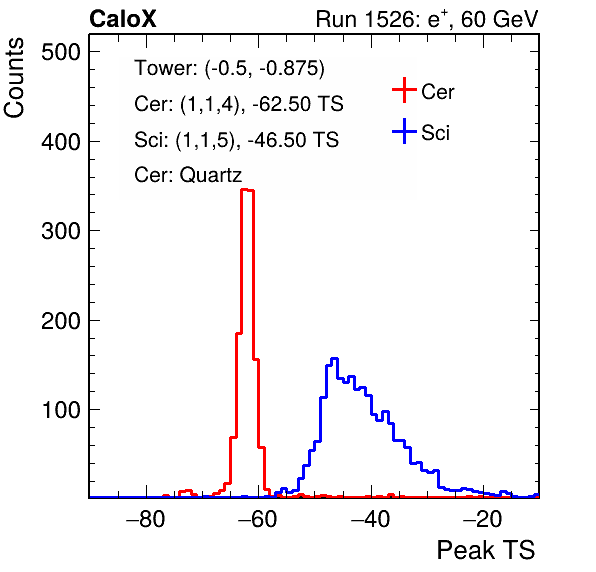 CaloX Run 1526: e⁺, 60 GeV
Counts
500
400
300
200
100
Tower: (-0.5, -0.875)
Cer: (1,1,4), -62.50 TS
Sci: (1,1,5), -46.50 TS
Cer: Quartz
Cer
Sci
−80 −60 −40 −20
Peak TS